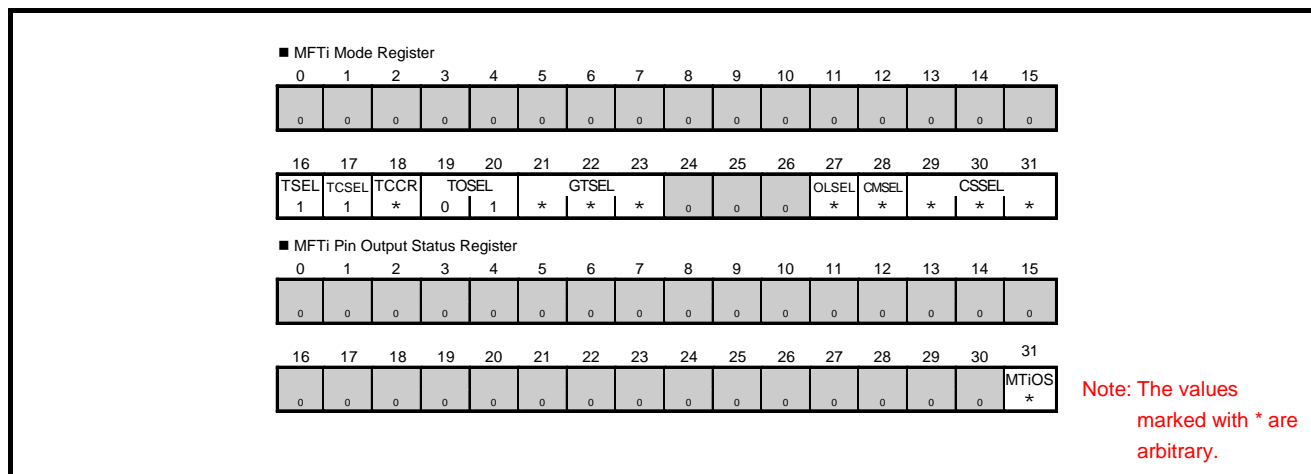 ■ MFTi Mode Register
0 1 2 3 4 5 6 7 8 9 10 11 12 13 14 15
0 0 0 0 0 0 0 0 0 0 0 0 0 0 0 0
16 17 18 19 20 21 22 23 24 25 26 27 28 29 30 31
TSEL TCSEL TCCR TOSEL GTSEL OLSEL CMSEL CSSEL
1 1 * 0 1 * * * 0 0 0 * * * * *
■ MFTi Pin Output Status Register
0 1 2 3 4 5 6 7 8 9 10 11 12 13 14 15
0 0 0 0 0 0 0 0 0 0 0 0 0 0 0 0
16 17 18 19 20 21 22 23 24 25 26 27 28 29 30 31
MTiOS
0 0 0 0 0 0 0 0 0 0 0 0 0 0 0 *
Note: The values
marked with * are
arbitrary.